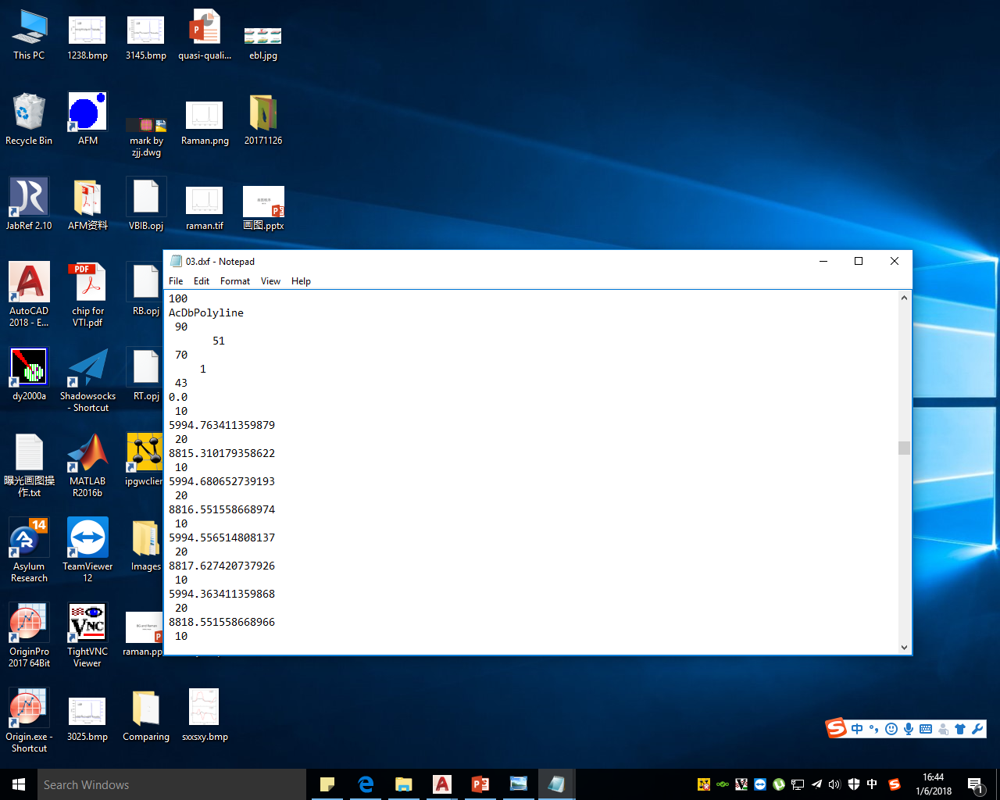 This PC
1238.bmp
3145.bmp
quasi-quali...
ebl.jpg
Recycle Bin
AFM
mark by
zjj.dwg
Raman.png
20171126
JabRef 2.10
AFM资料
VBIB.opj
raman.tif
画图.pptx
AutoCAD
2018 - E...
PDF
chip for
VTI.pdf
RB.opj
dy2000a
Shadowsocks
- Shortcut
RT.opj
曝光画图操
作.txt
MATLAB
R2016b
ipgwclien
14
Asylum
Research
TeamViewer
12
Images
OriginPro
2017 64Bit
VNC
TightVNC
Viewer
raman.pp
Origin.exe -
Shortcut
3025.bmp
Comparing
sxxsxy.bmp
03.dxf - Notepad
File Edit Format View Help
100
AcDbPolyline
90
51
70
1
43
0.0
10
5994.763411359879
20
8815.310179358622
10
5994.680652739193
20
8816.551558668974
10
5994.556514808137
20
8817.627420737926
10
5994.363411359868
20
8818.551558668966
10
中
Search Windows
中
16:44
1/6/2018
1